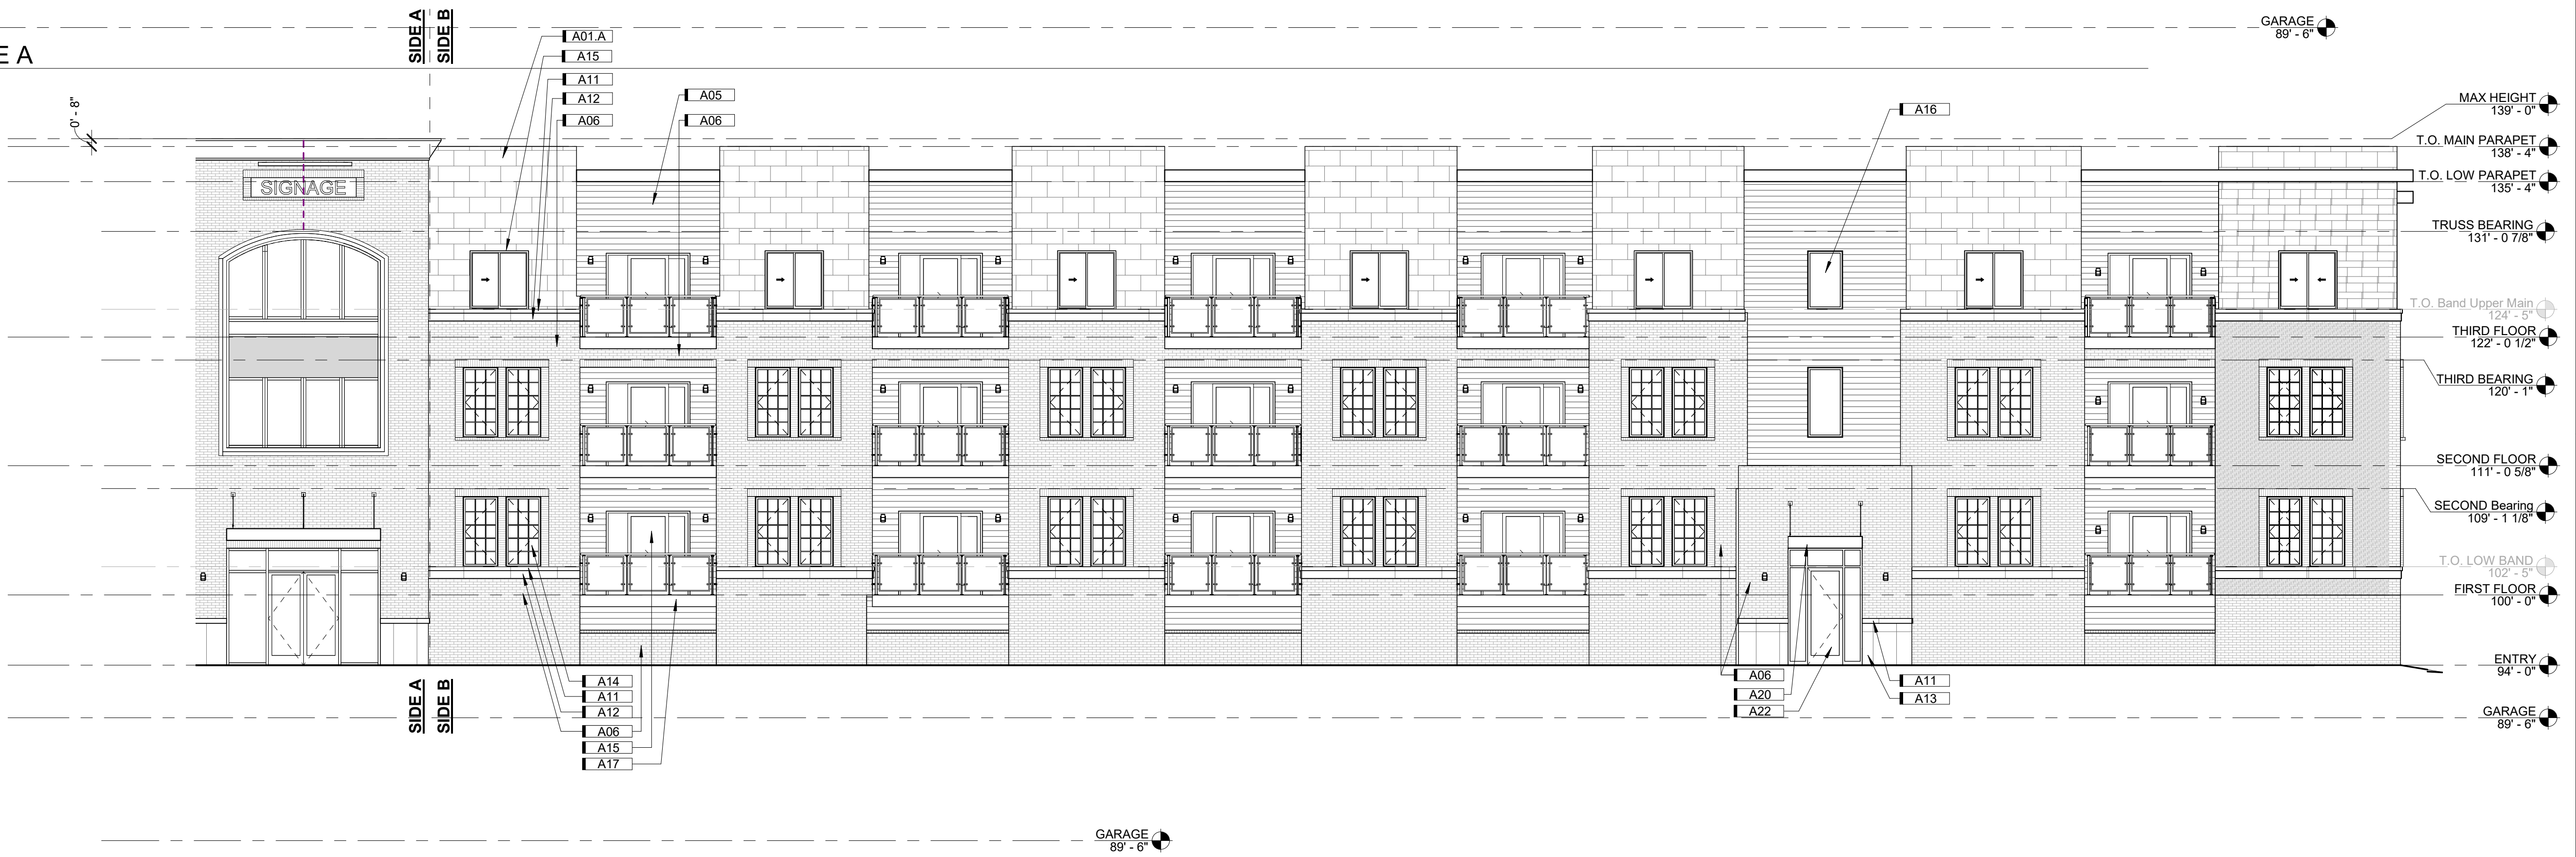 SIDE A
SIDE B
GARAGE
89' - 6"
E A
A01.A
A15
A11
A12
A06
A05
A06
A16
0' - 8"
SIGNAGE
MAX HEIGHT
139' - 0"
T.O. MAIN PARAPET
138' - 4"
T.O. LOW PARAPET
135' - 4"
TRUSS BEARING
131' - 0 7/8"
T.O. Band Upper Main
124' - 5"
THIRD FLOOR
122' - 0 1/2"
THIRD BEARING
120' - 1"
SECOND FLOOR
111' - 0 5/8"
SECOND Bearing
109' - 1 1/8"
T.O. LOW BAND
102' - 5"
FIRST FLOOR
100' - 0"
ENTRY
94' - 0"
GARAGE
89' - 6"
SIDE A
SIDE B
A14
A11
A12
A06
A15
A17
A06
A20
A22
A11
A13
GARAGE
89' - 6"